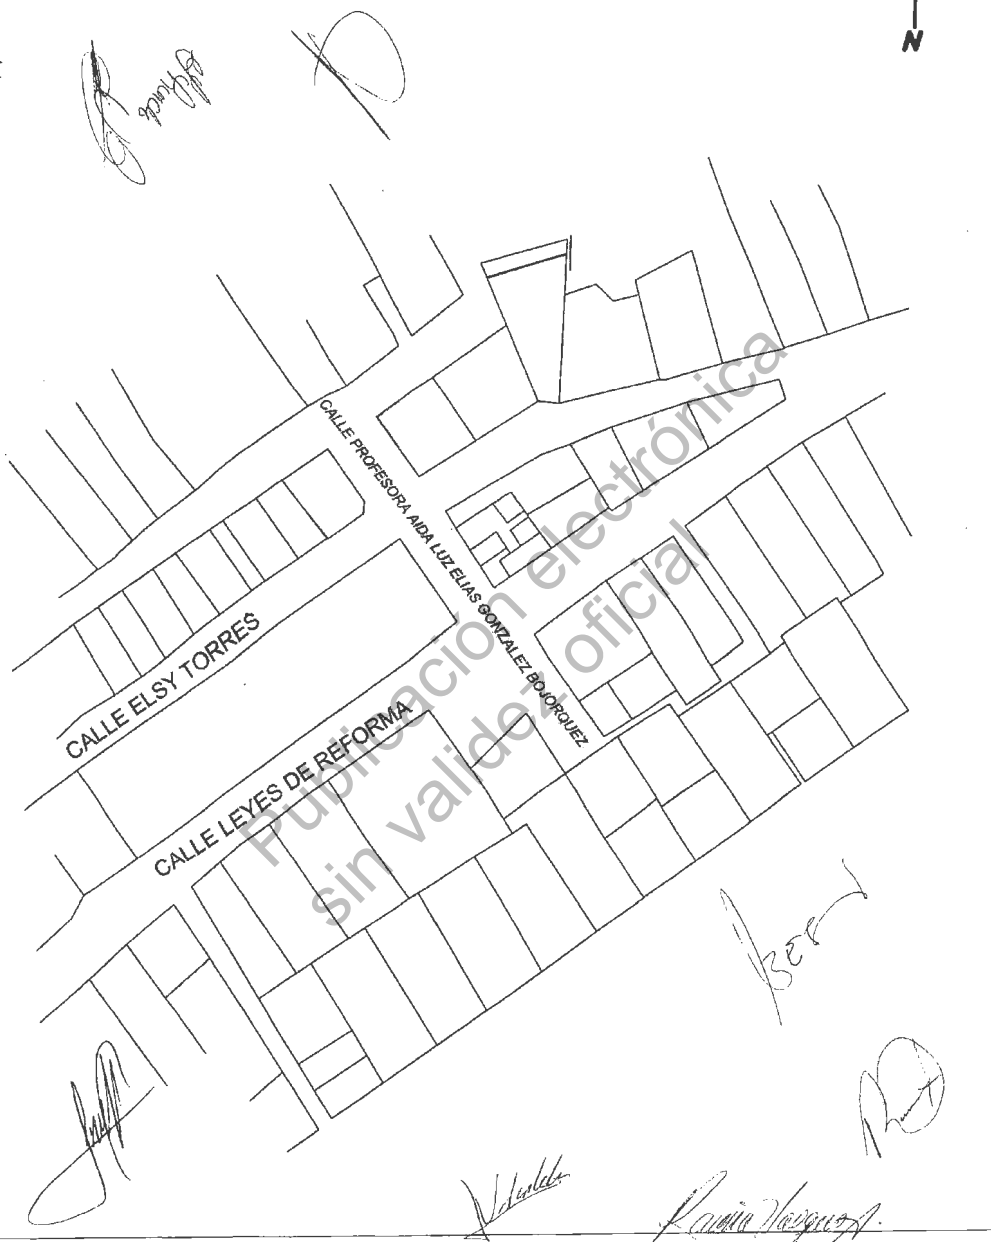 N
CALLE PROFESORA AIDA LUZ ELIAS GONZALEZ BOJORQUEZ
CALLE ELSY TORRES
CALLE LEYES DE REFORMA
Publicación electrónica
sin validez oficial